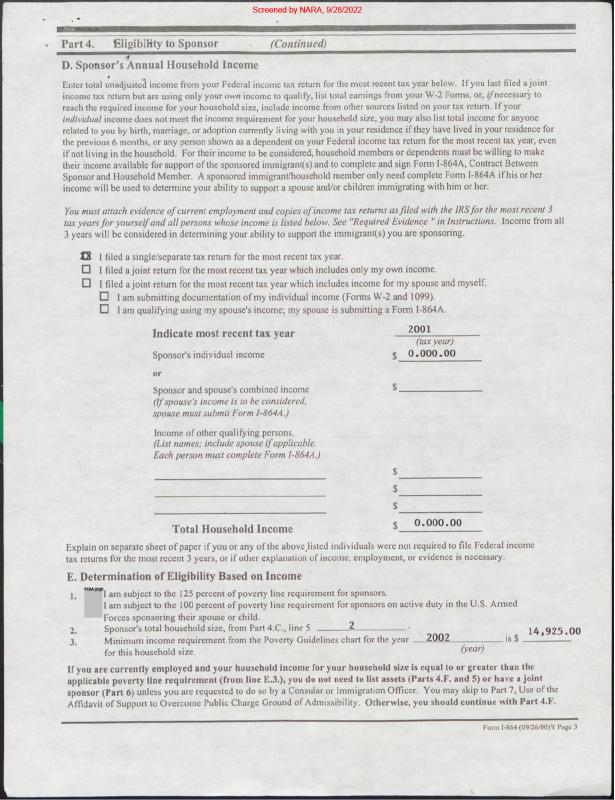 Screened by NARA, 9/28/2022
Part 4. Eligibility to Sponsor (Continued)
D. Sponsor's Annual Household Income
Enter total unadjusted income from your Federal income tax return for the most recent tax year below. If you last filed a joint
income tax return but are using only your own income to qualify, list total earnings from your W-2 Forms, or, if necessary to
reach the required income for your household size, include income from other sources listed on your tax return. If your
individual income does not meet the income requirement for your household size, you may also list total income for anyone
related to you by birth, marriage, or adoption currently living with you in your residence if they have lived in your residence for
the previous 6 months, or any person shown as a dependent on your Federal income tax return for the most recent tax year, even
if not living in the household. For their income to be considered, household members or dependents must be willing to make
their income available for support of the sponsored immigrant(s) and to complete and sign Form I-864A, Contract Between
Sponsor and Household Member. A sponsored immigrant/household member only need complete Form I-864A if his or her
income will be used to determine your ability to support a spouse and/or children immigrating with him or her.
You must attach evidence of current employment and copies of income tax returns as filed with the IRS for the most recent 3
tax years for yourself and all persons whose income is listed below. See "Required Evidence " in Instructions. Income from all
3 years will be considered in determining your ability to support the immigrant(s) you are sponsoring.
I filed a single/separate tax return for the most recent tax year.
I filed a joint return for the most recent tax year which includes only my own income.
I filed a joint return for the most recent tax year which includes income for my spouse and myself.
I am submitting documentation of my individual income (Forms W-2 and 1099).
I am qualifying using my spouse's income; my spouse is submitting a Form I-864A.
Indicate most recent tax year 2001
(tax year)
Sponsor's individual income $ 0.000.00
or
Sponsor and spouse's combined income $
(If spouse's income is to be considered,
spouse must submit Form I-864A.)
Income of other qualifying persons.
(List names; include spouse if applicable.
Each person must complete Form I-864A.)
$
$
$
Total Household Income $ 0.000.00
Explain on separate sheet of paper if you or any of the above listed individuals were not required to file Federal income
tax returns for the most recent 3 years, or if other explanation of income, employment, or evidence is necessary.
E. Determination of Eligibility Based on Income
1. I am subject to the 125 percent of poverty line requirement for sponsors.
I am subject to the 100 percent of poverty line requirement for sponsors on active duty in the U.S. Armed
Forces sponsoring their spouse or child.
2. Sponsor's total household size, from Part 4.C., line 5 2
3. Minimum income requirement from the Poverty Guidelines chart for the year 2002 is $ 14,925.00
for this household size. (year)
If you are currently employed and your household income for your household size is equal to or greater than the
applicable poverty line requirement (from line E.3.), you do not need to list assets (Parts 4.F. and 5) or have a joint
sponsor (Part 6) unless you are requested to do so by a Consular or Immigration Officer. You may skip to Part 7, Use of the
Affidavit of Support to Overcome Public Charge Ground of Admissibility. Otherwise, you should continue with Part 4.F.
Form I-864 (09/26/00)Y Page 3